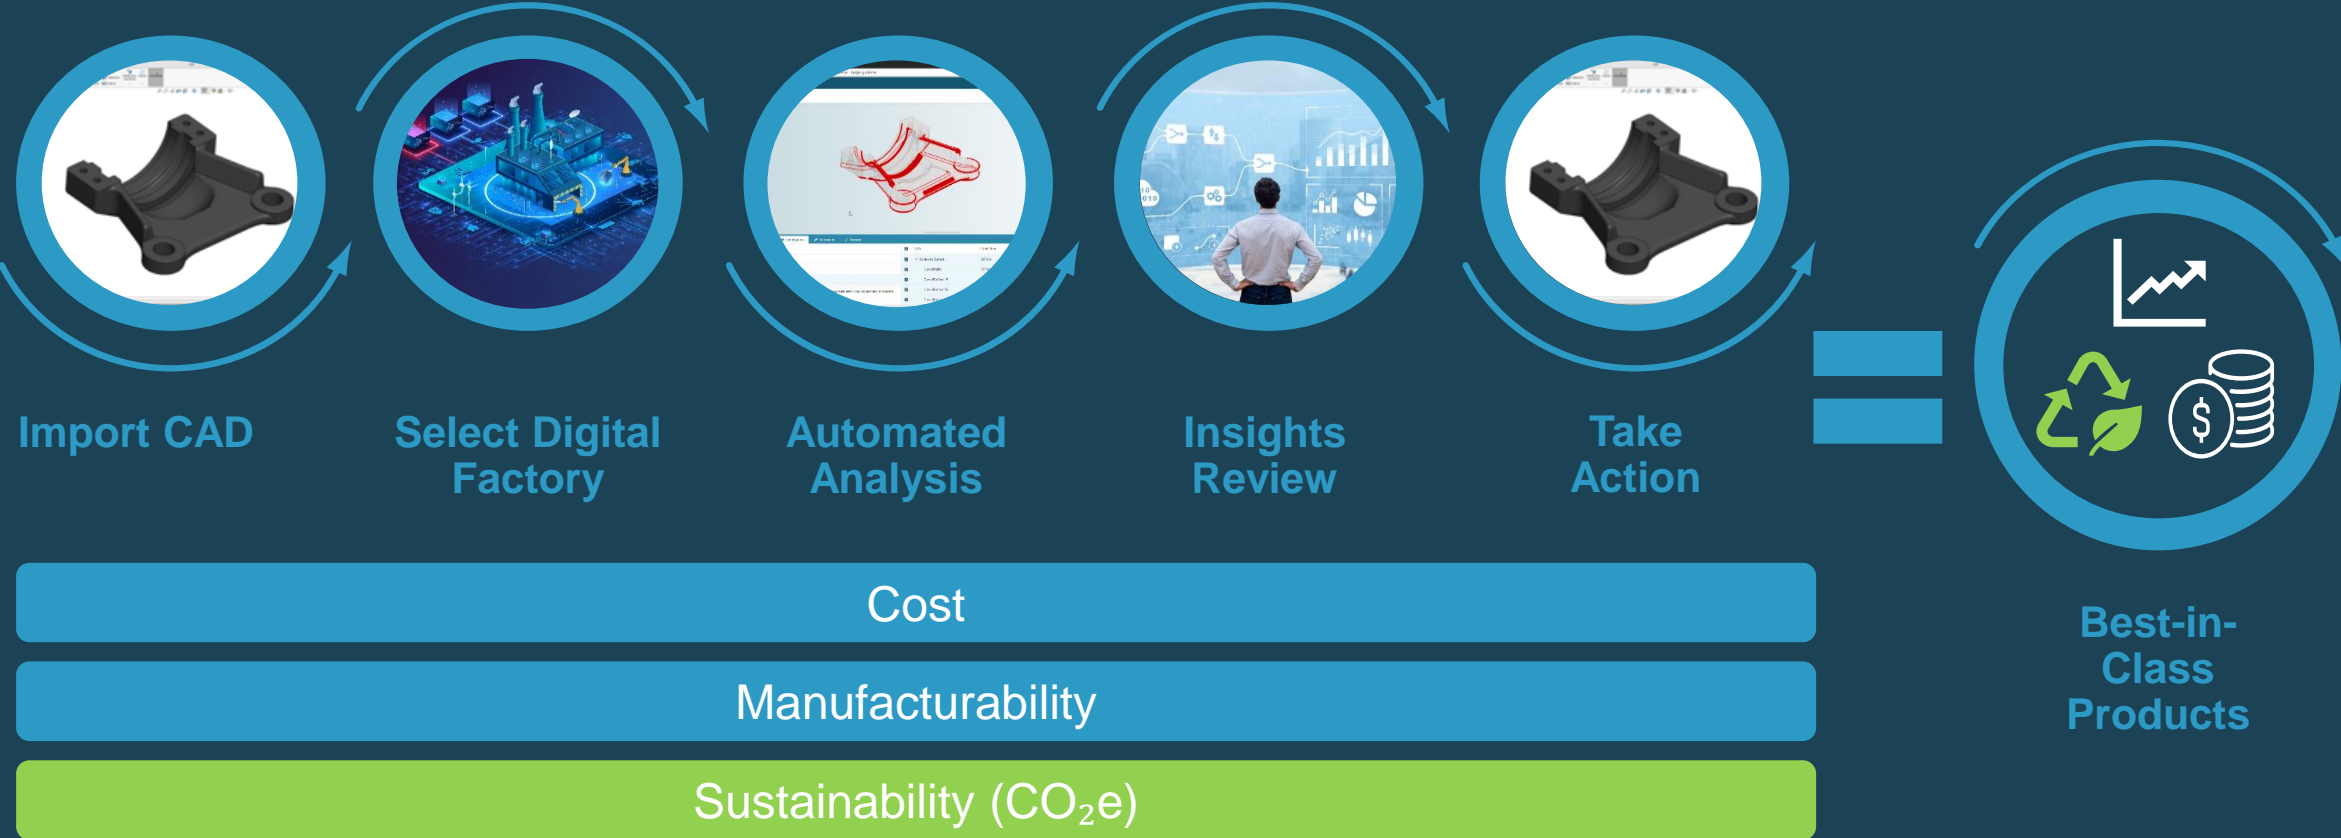 Import CAD
Select Digital
Factory
Automated
Analysis
Insights
Review
Take
Action
$
Best-in-
Class
Products
Cost
Manufacturability
Sustainability (CO₂e)